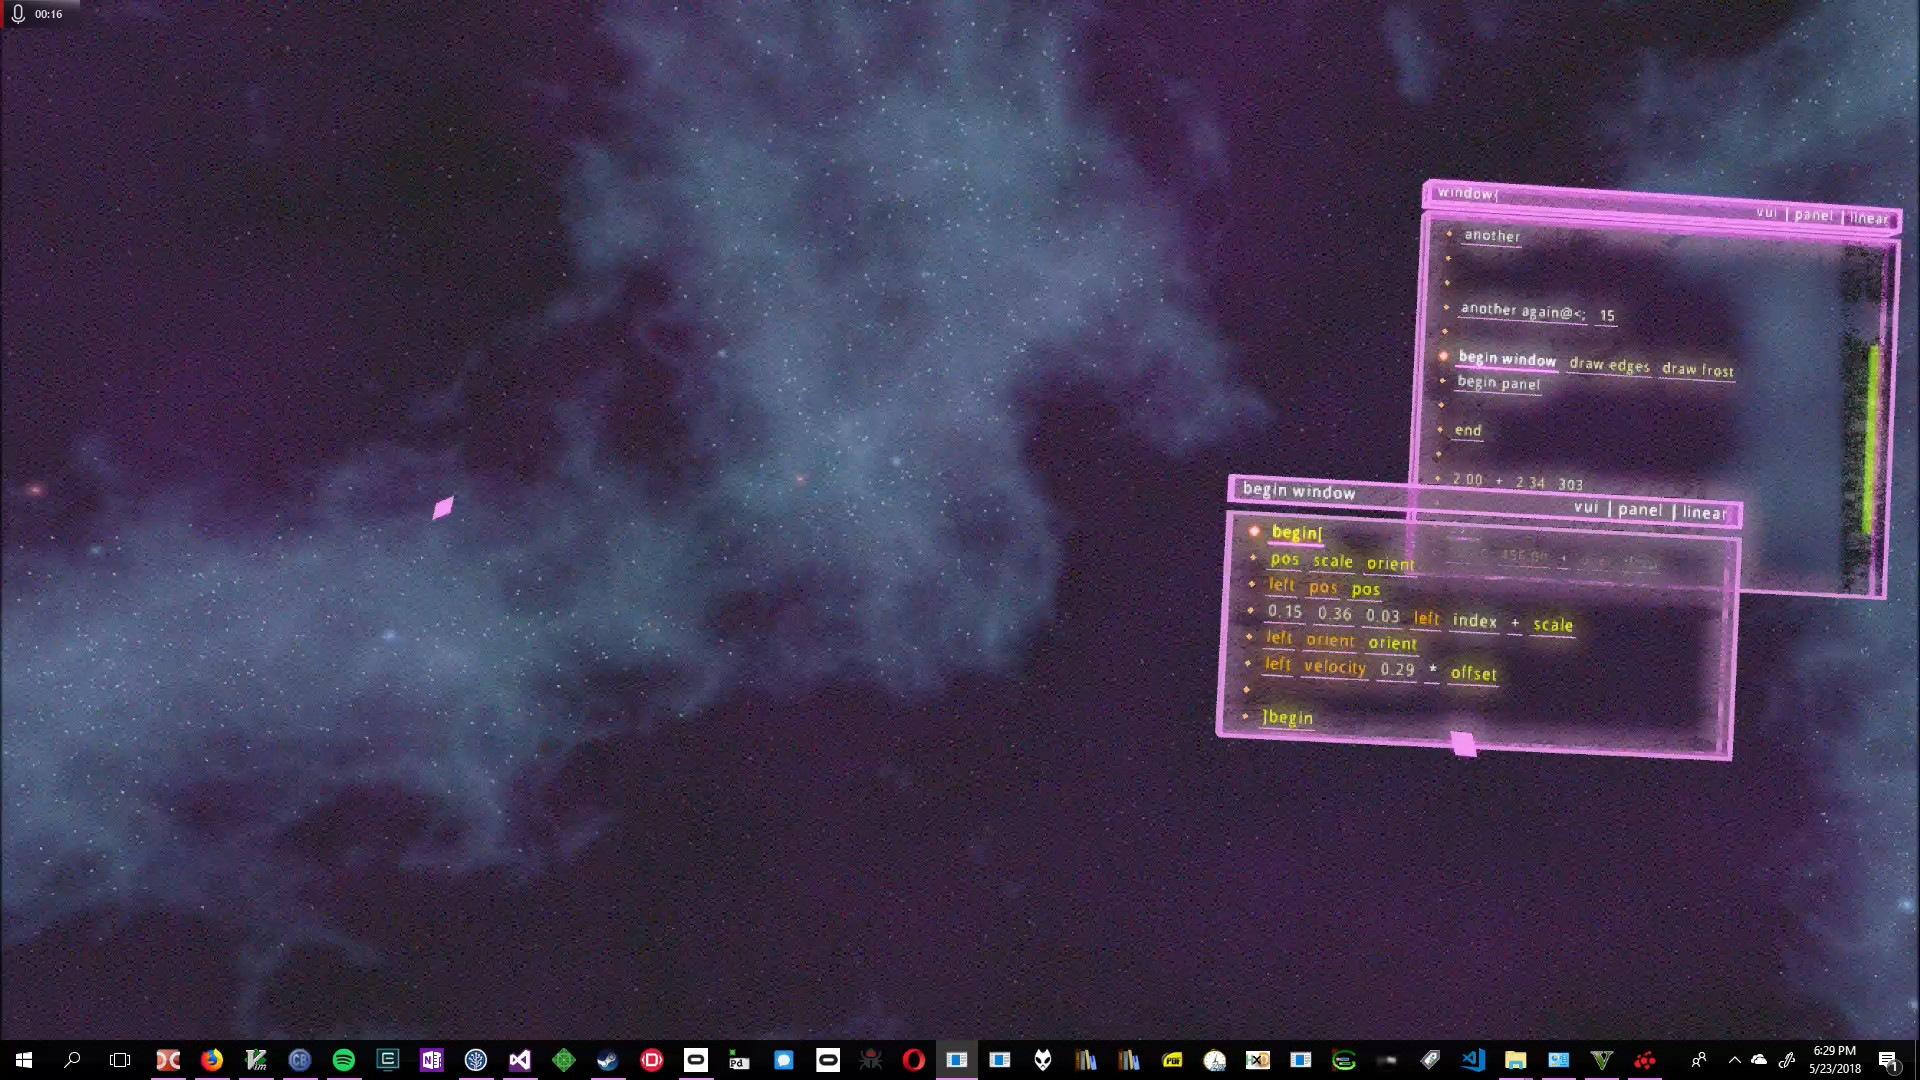 00:16
window{
vui | panel | linear
another
another again@<; 15
begin window draw edges draw frost
begin panel
end
2.00 + 2.34 303
begin window
vui | panel | linear
begin[
pos scale orient
left pos pos
0.15 0.36 0.03 left index + scale
left orient orient
left velocity 0.29 * offset
]begin
6:29 PM
5/23/2018